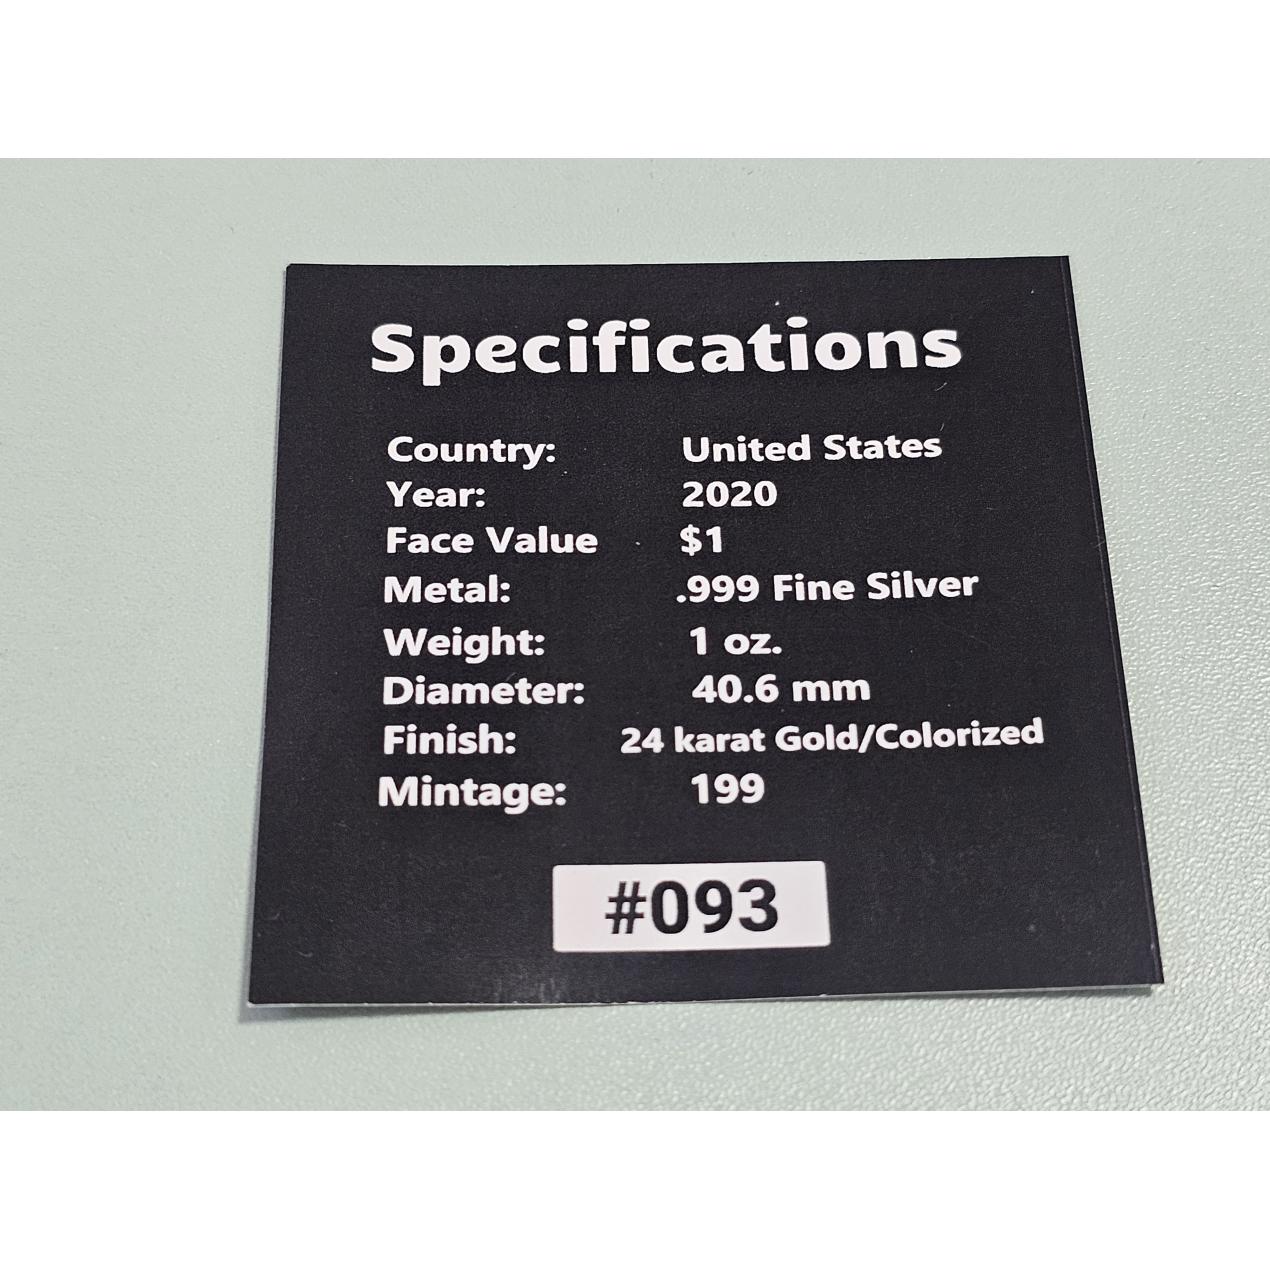 Specifications
Country: United States
Year: 2020
Face Value $1
Metal: .999 Fine Silver
Weight: 1 oz.
Diameter: 40.6 mm
Finish: 24 karat Gold/Colorized
Mintage: 199
#093